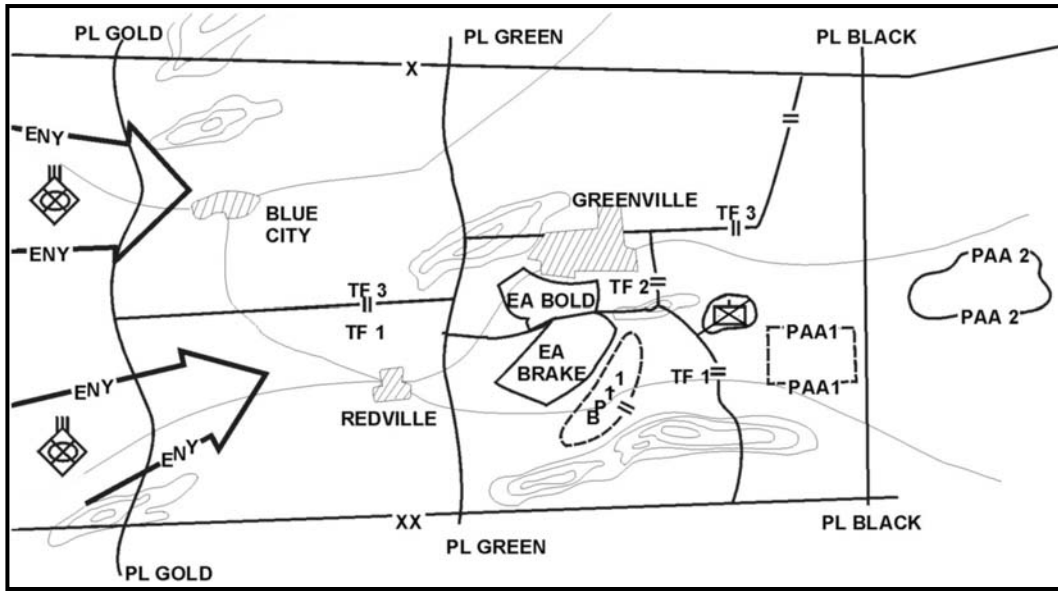 PL GOLD
PL GREEN
PL BLACK
X
ENY
ENY
BLUE
CITY
GREENVILLE
TF 3
PAA 2
PAA 2
EA BOLD
TF 2
TF 3
TF 1
EA
BRAKE
PAA1
PAA1
TF 1
BP 11
ENY
ENY
REDVILLE
XX
PL GREEN
PL BLACK
PL GOLD